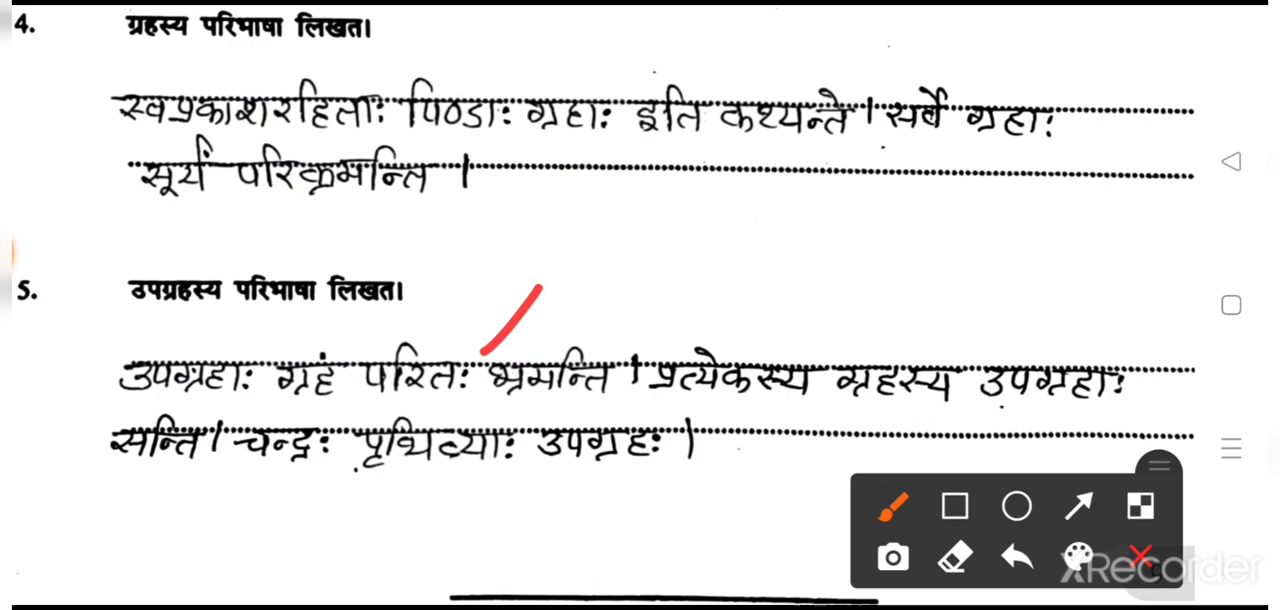 4. ग्रहस्य परिभाषा लिखत।
स्वप्रकाशरहिताः पिण्डाः ग्रहाः इति कथ्यन्ते। सर्वे ग्रहाः
सूर्यं परिक्रमन्ति।
5. उपग्रहस्य परिभाषा लिखत।
उपग्रहाः ग्रहं परितः भ्रमन्ति। प्रत्येकस्य ग्रहस्य उपग्रहाः
सन्ति। चन्द्रः पृथिव्याः उपग्रहः।
XRecorder